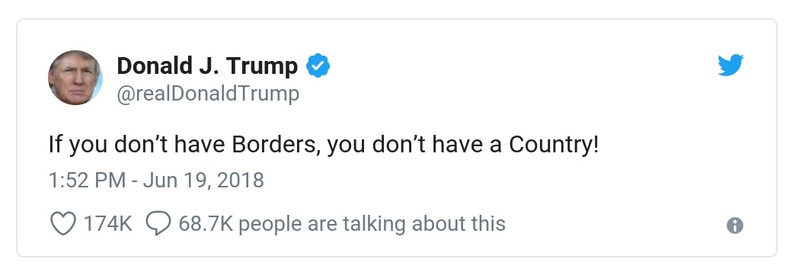 Donald J. Trump
@realDonaldTrump
If you don’t have Borders, you don’t have a Country!
1:52 PM - Jun 19, 2018
174K 68.7K people are talking about this